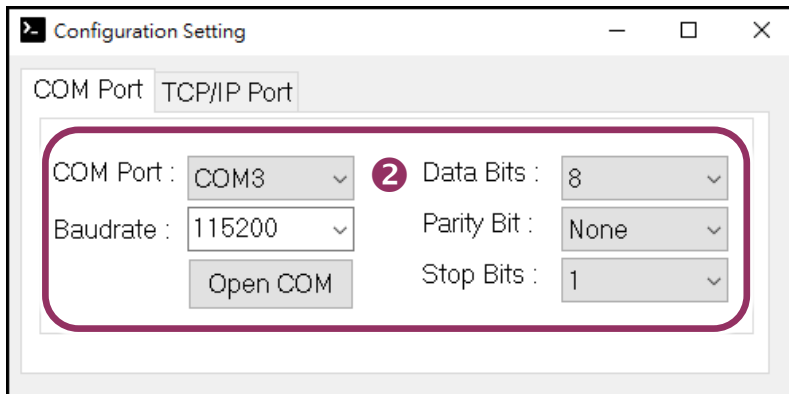 Configuration Setting
COM Port TCP/IP Port
COM Port : COM3 ❷ Data Bits : 8
Baudrate : 115200 Parity Bit : None
Open COM Stop Bits : 1